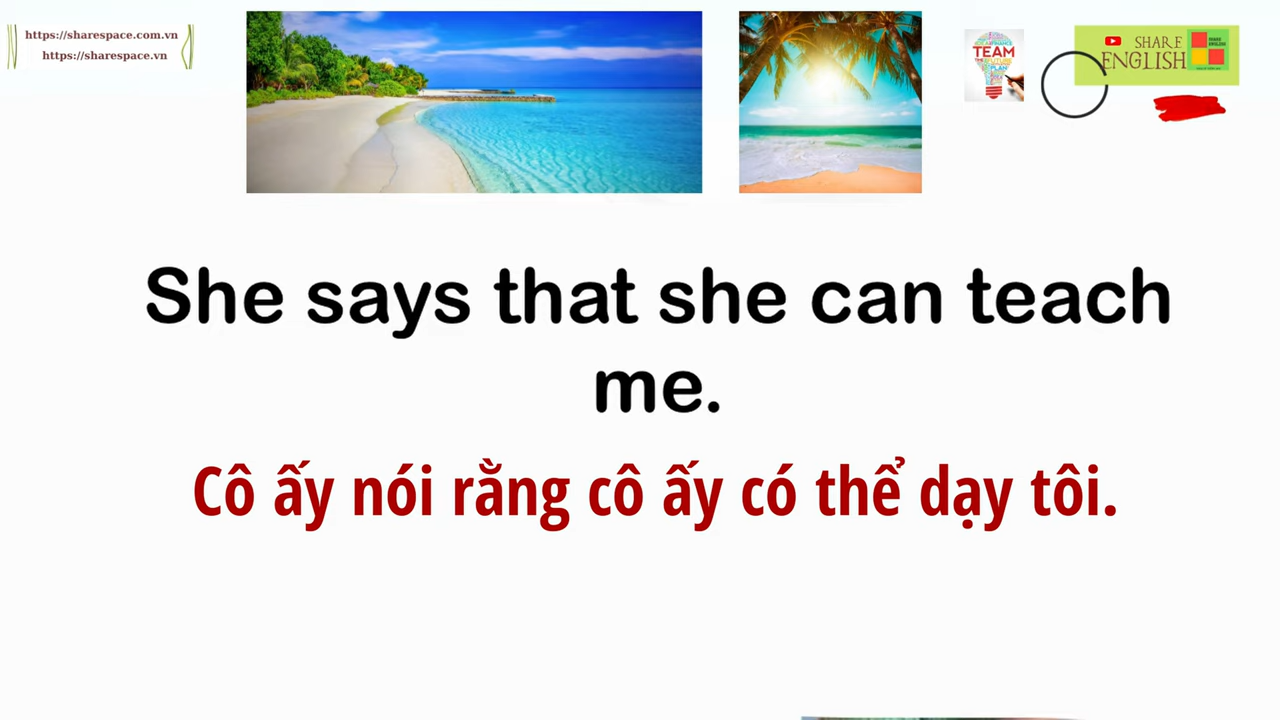 https://sharespace.com.vn
https://sharespace.vn
TEAM
PLAN
SHARE
ENGLISH
She says that she can teach
me.
Cô ấy nói rằng cô ấy có thể dạy tôi.